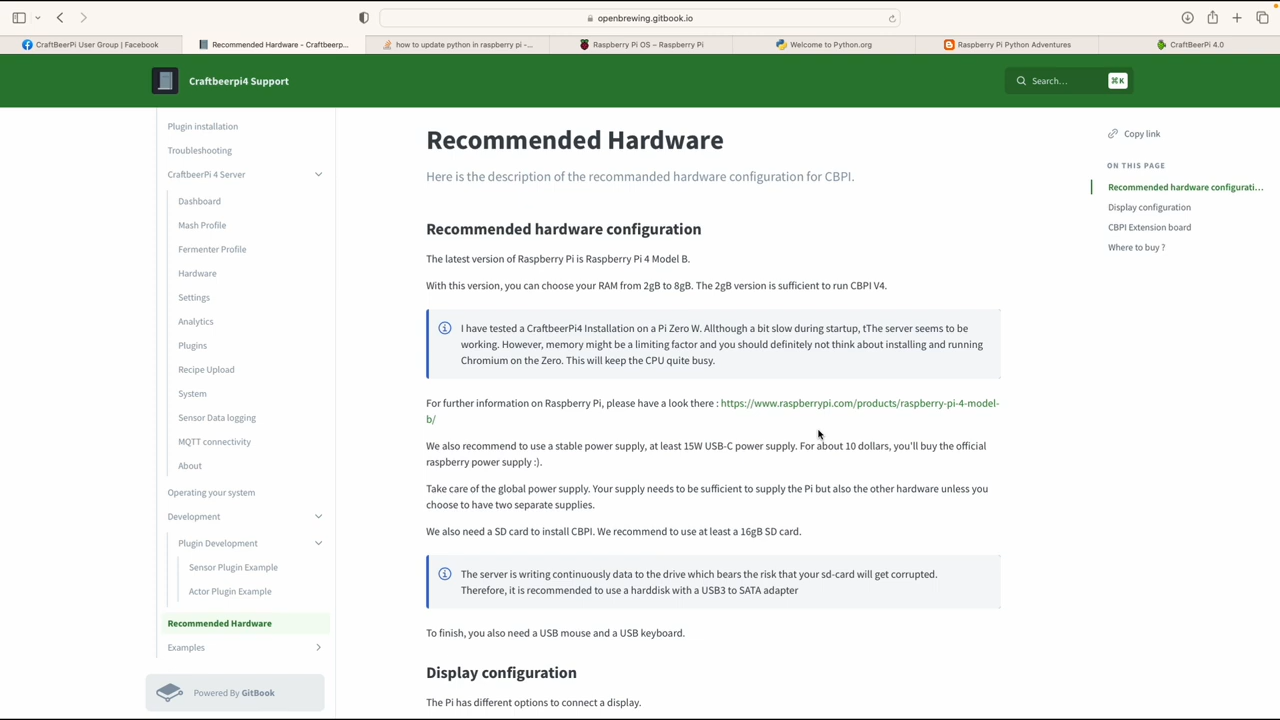 openbrewing.gitbook.io
CraftBeerPi User Group | Facebook
Recommended Hardware - Craftbeerp...
how to update python in raspberry pi -...
Raspberry Pi OS – Raspberry Pi
Welcome to Python.org
Raspberry Pi Python Adventures
CraftBeerPi 4.0
Craftbeerpi4 Support
Search...
⌘K
Plugin installation
Troubleshooting
CraftbeerPi 4 Server
Dashboard
Mash Profile
Fermenter Profile
Hardware
Settings
Analytics
Plugins
Recipe Upload
System
Sensor Data logging
MQTT connectivity
About
Operating your system
Development
Plugin Development
Sensor Plugin Example
Actor Plugin Example
Recommended Hardware
Examples
Powered By GitBook
Recommended Hardware
Here is the description of the recommanded hardware configuration for CBPI.
Recommended hardware configuration
The latest version of Raspberry Pi is Raspberry Pi 4 Model B.
With this version, you can choose your RAM from 2gB to 8gB. The 2gB version is sufficient to run CBPI V4.
I have tested a CraftbeerPi4 Installation on a Pi Zero W. Allthough a bit slow during startup, tThe server seems to be
working. However, memory might be a limiting factor and you should definitely not think about installing and running
Chromium on the Zero. This will keep the CPU quite busy.
For further information on Raspberry Pi, please have a look there : https://www.raspberrypi.com/products/raspberry-pi-4-model-
b/
We also recommend to use a stable power supply, at least 15W USB-C power supply. For about 10 dollars, you'll buy the official
raspberry power supply :).
Take care of the global power supply. Your supply needs to be sufficient to supply the Pi but also the other hardware unless you
choose to have two separate supplies.
We also need a SD card to install CBPI. We recommend to use at least a 16gB SD card.
The server is writing continuously data to the drive which bears the risk that your sd-card will get corrupted.
Therefore, it is recommended to use a harddisk with a USB3 to SATA adapter
To finish, you also need a USB mouse and a USB keyboard.
Display configuration
The Pi has different options to connect a display.
Copy link
ON THIS PAGE
Recommended hardware configurati...
Display configuration
CBPI Extension board
Where to buy ?